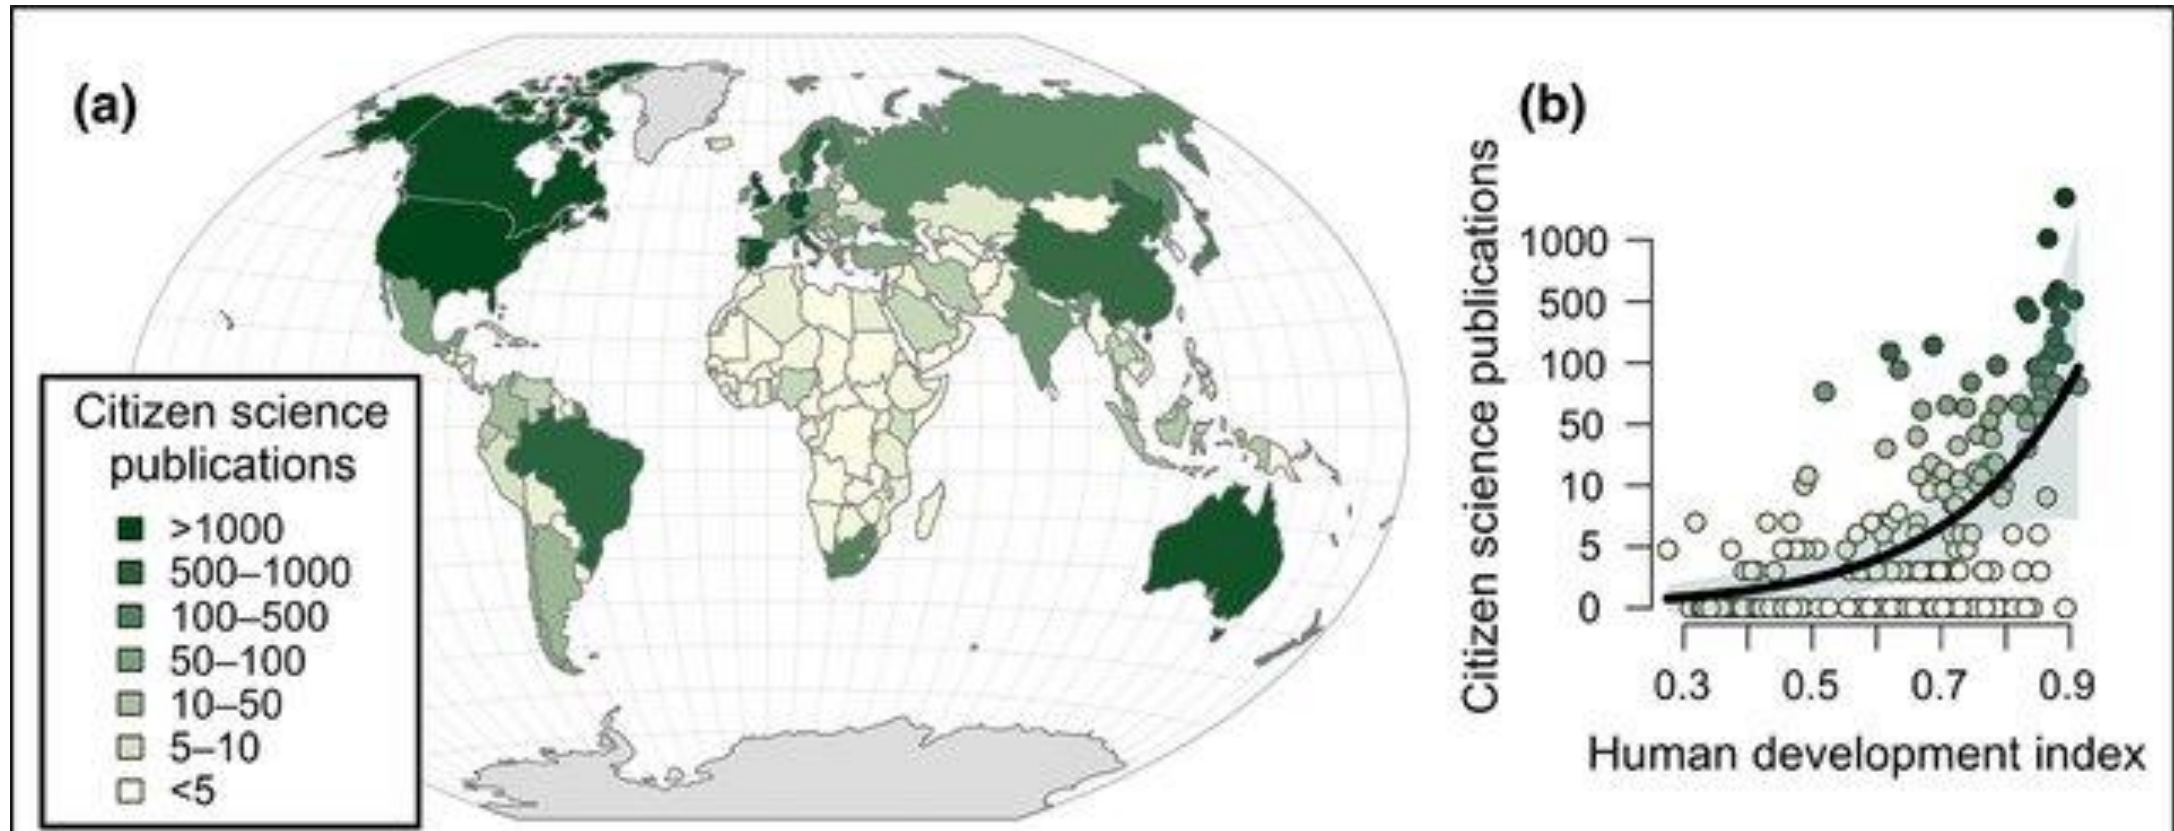 (a)
Citizen science
publications
>1000
500–1000
100–500
50–100
10–50
5–10
<5
(b)
Citizen science publications
1000
500
100
50
10
5
0
0.3 0.5 0.7 0.9
Human development index